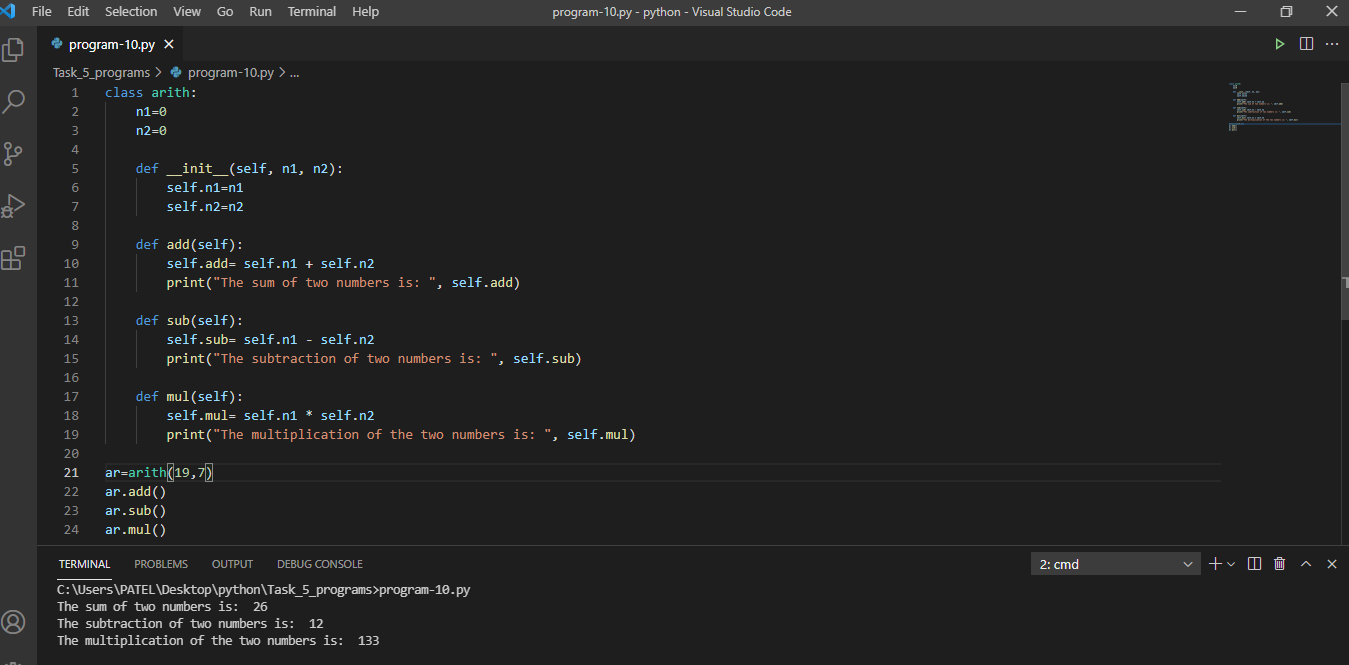 File Edit Selection View Go Run Terminal Help program-10.py - python - Visual Studio Code
program-10.py
Task_5_programs > program-10.py > ...
1 class arith:
2 n1=0
3 n2=0
4
5 def __init__(self, n1, n2):
6 self.n1=n1
7 self.n2=n2
8
9 def add(self):
10 self.add= self.n1 + self.n2
11 print("The sum of two numbers is: ", self.add)
12
13 def sub(self):
14 self.sub= self.n1 - self.n2
15 print("The subtraction of two numbers is: ", self.sub)
16
17 def mul(self):
18 self.mul= self.n1 * self.n2
19 print("The multiplication of the two numbers is: ", self.mul)
20
21 ar=arith(19,7)
22 ar.add()
23 ar.sub()
24 ar.mul()
TERMINAL PROBLEMS OUTPUT DEBUG CONSOLE 2: cmd
C:\Users\PATEL\Desktop\python\Task_5_programs>program-10.py
The sum of two numbers is:  26
The subtraction of two numbers is:  12
The multiplication of the two numbers is:  133